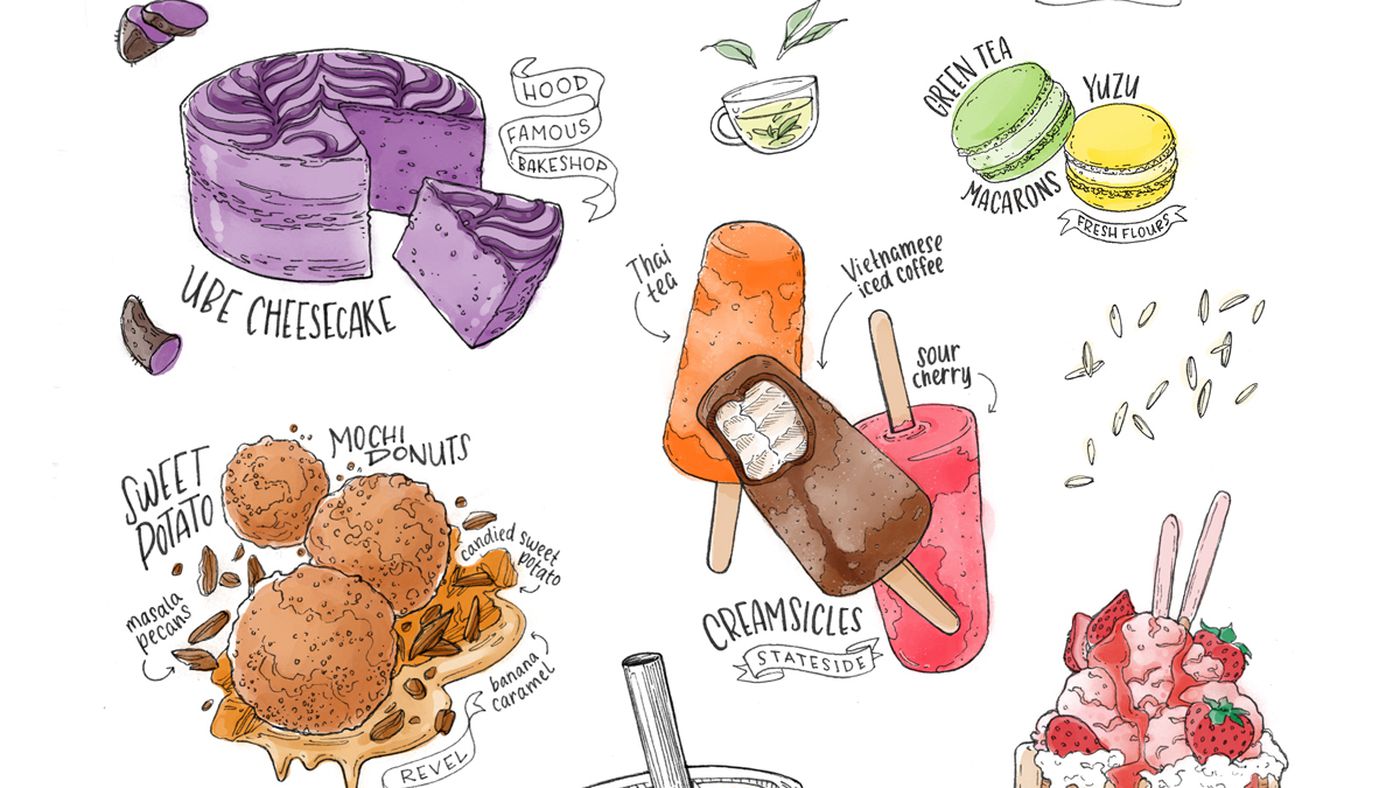 HOOD
FAMOUS
BAKESHOP
UBE CHEESECAKE
GREEN TEA
YUZU
MACARONS
FRESH FLOURS
Thai
tea
Vietnamese
iced coffee
sour
cherry
CREAMSICLES
STATESIDE
SWEET
POTATO
MOCHI
DONUTS
candied sweet
potato
masala
pecans
banana
caramel
REVEL